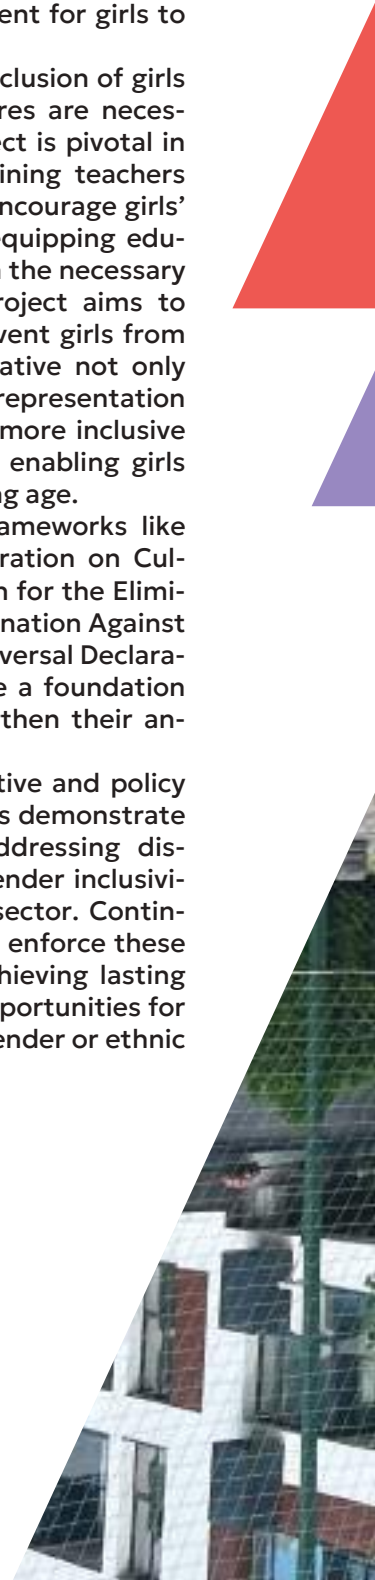 ent for girls to
clusion of girls
res are neces-
ect is pivotal in
ining teachers
ncourage girls’
equipping edu-
the necessary
roject aims to
vent girls from
ative not only
representation
more inclusive
enabling girls
g age.
ameworks like
ration on Cul-
n for the Elimi-
nation Against
versal Declara-
e a foundation
then their an-
tive and policy
s demonstrate
ddressing dis-
ender inclusivi-
sector. Contin-
enforce these
hieving lasting
portunities for
ender or ethnic